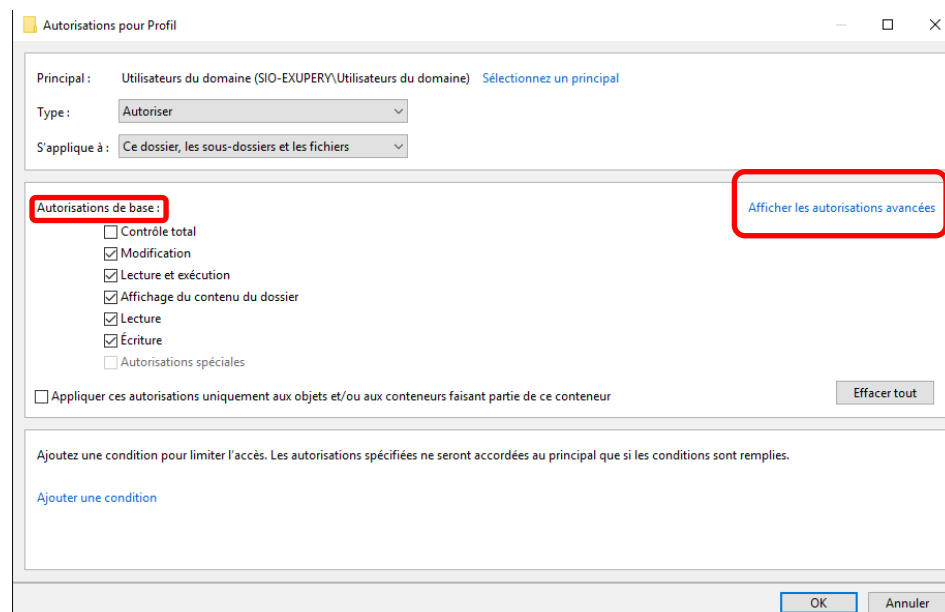 Autorisations pour Profil
Principal : Utilisateurs du domaine (SIO-EXUPERY\Utilisateurs du domaine) Sélectionnez un principal
Type : Autoriser
S'applique à : Ce dossier, les sous-dossiers et les fichiers
Autorisations de base : Afficher les autorisations avancées
Contrôle total
Modification
Lecture et exécution
Affichage du contenu du dossier
Lecture
Écriture
Autorisations spéciales
Appliquer ces autorisations uniquement aux objets et/ou aux conteneurs faisant partie de ce conteneur Effacer tout
Ajoutez une condition pour limiter l'accès. Les autorisations spécifiées ne seront accordées au principal que si les conditions sont remplies.
Ajouter une condition
OK Annuler